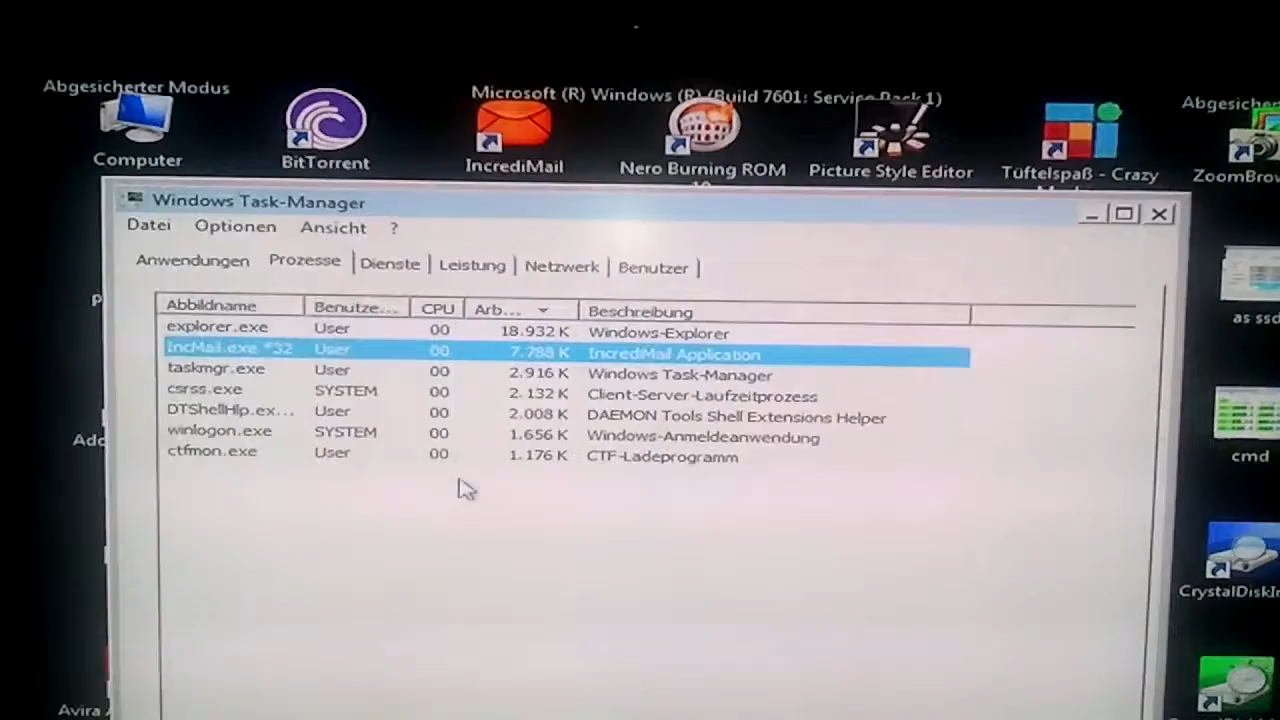 Abgesicherter Modus
Microsoft (R) Windows (R) (Build 7601: Service Pack 1)
Computer
BitTorrent
IncrediMail
Nero Burning ROM
Picture Style Editor
Tüftelspaß - Crazy
Windows Task-Manager
Datei Optionen Ansicht ?
Anwendungen Prozesse Dienste Leistung Netzwerk Benutzer
Abbildname Benutze... CPU Arb... Beschreibung
explorer.exe User 00 18.932 K Windows-Explorer
IncMail.exe *32 User 00 7.788 K IncrediMail Application
taskmgr.exe User 00 2.916 K Windows Task-Manager
csrss.exe SYSTEM 00 2.132 K Client-Server-Laufzeitprozess
DTShellHlp.ex... User 00 2.008 K DAEMON Tools Shell Extensions Helper
winlogon.exe SYSTEM 00 1.656 K Windows-Anmeldeanwendung
ctfmon.exe User 00 1.176 K CTF-Ladeprogramm
as ssd
cmd
Avira